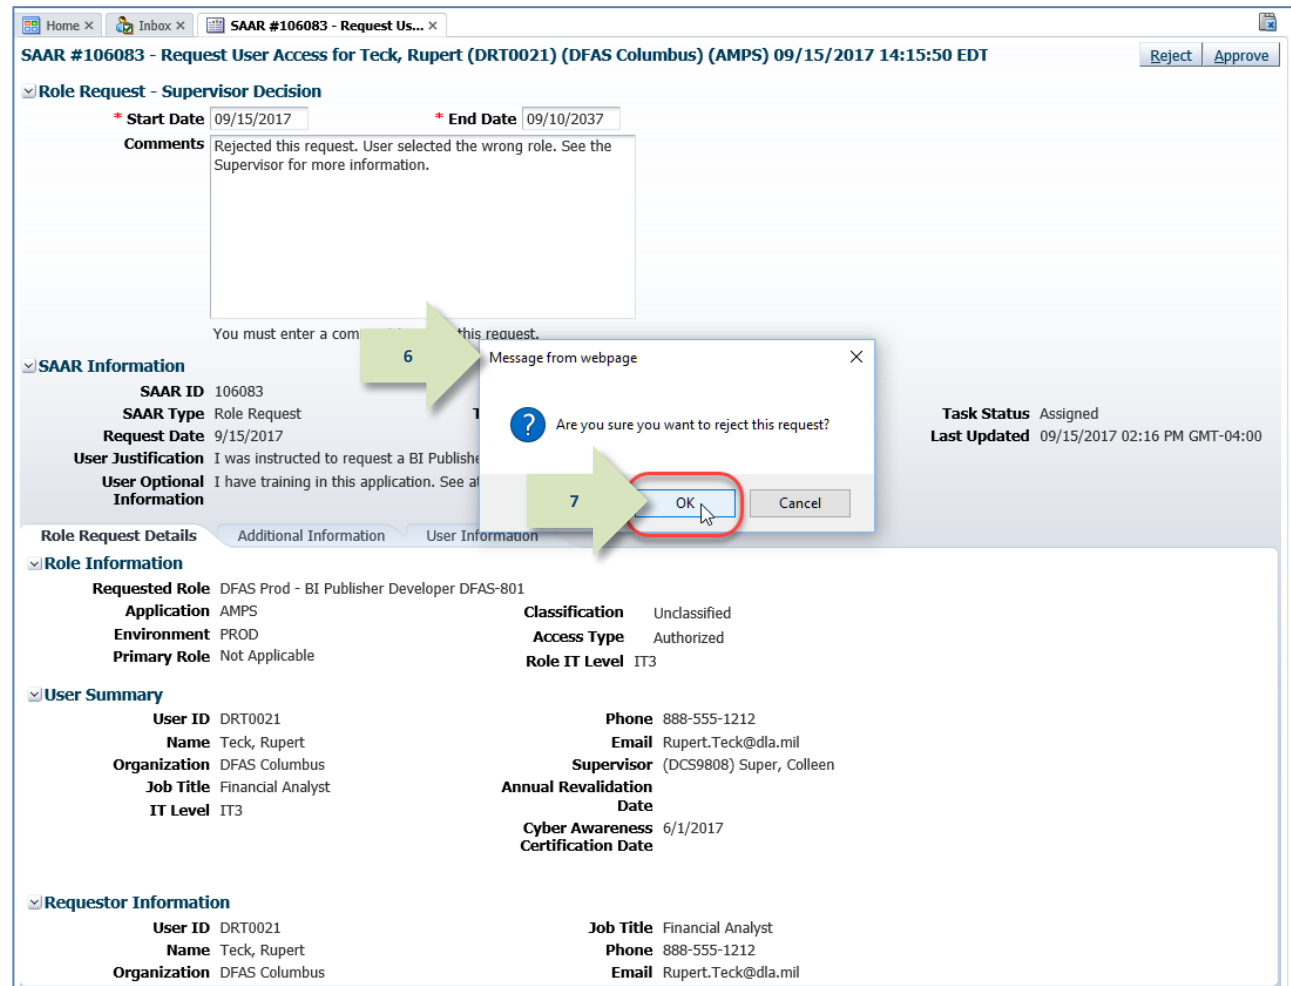 Home × Inbox × SAAR #106083 - Request Us... ×
SAAR #106083 - Request User Access for Teck, Rupert (DRT0021) (DFAS Columbus) (AMPS) 09/15/2017 14:15:50 EDT Reject Approve
Role Request - Supervisor Decision
* Start Date 09/15/2017 * End Date 09/10/2037
Comments Rejected this request. User selected the wrong role. See the
Supervisor for more information.
You must enter a com this request.
6
Message from webpage
Are you sure you want to reject this request?
7
OK Cancel
SAAR Information
SAAR ID 106083
SAAR Type Role Request Task Status Assigned
Request Date 9/15/2017 Last Updated 09/15/2017 02:16 PM GMT-04:00
User Justification I was instructed to request a BI Publishe
User Optional I have training in this application. See at
Information
Role Request Details Additional Information User Information
Role Information
Requested Role DFAS Prod - BI Publisher Developer DFAS-801
Application AMPS Classification Unclassified
Environment PROD Access Type Authorized
Primary Role Not Applicable Role IT Level IT3
User Summary
User ID DRT0021 Phone 888-555-1212
Name Teck, Rupert Email Rupert.Teck@dla.mil
Organization DFAS Columbus Supervisor (DCS9808) Super, Colleen
Job Title Financial Analyst Annual Revalidation
Date
IT Level IT3
Cyber Awareness 6/1/2017
Certification Date
Requestor Information
User ID DRT0021 Job Title Financial Analyst
Name Teck, Rupert Phone 888-555-1212
Organization DFAS Columbus Email Rupert.Teck@dla.mil